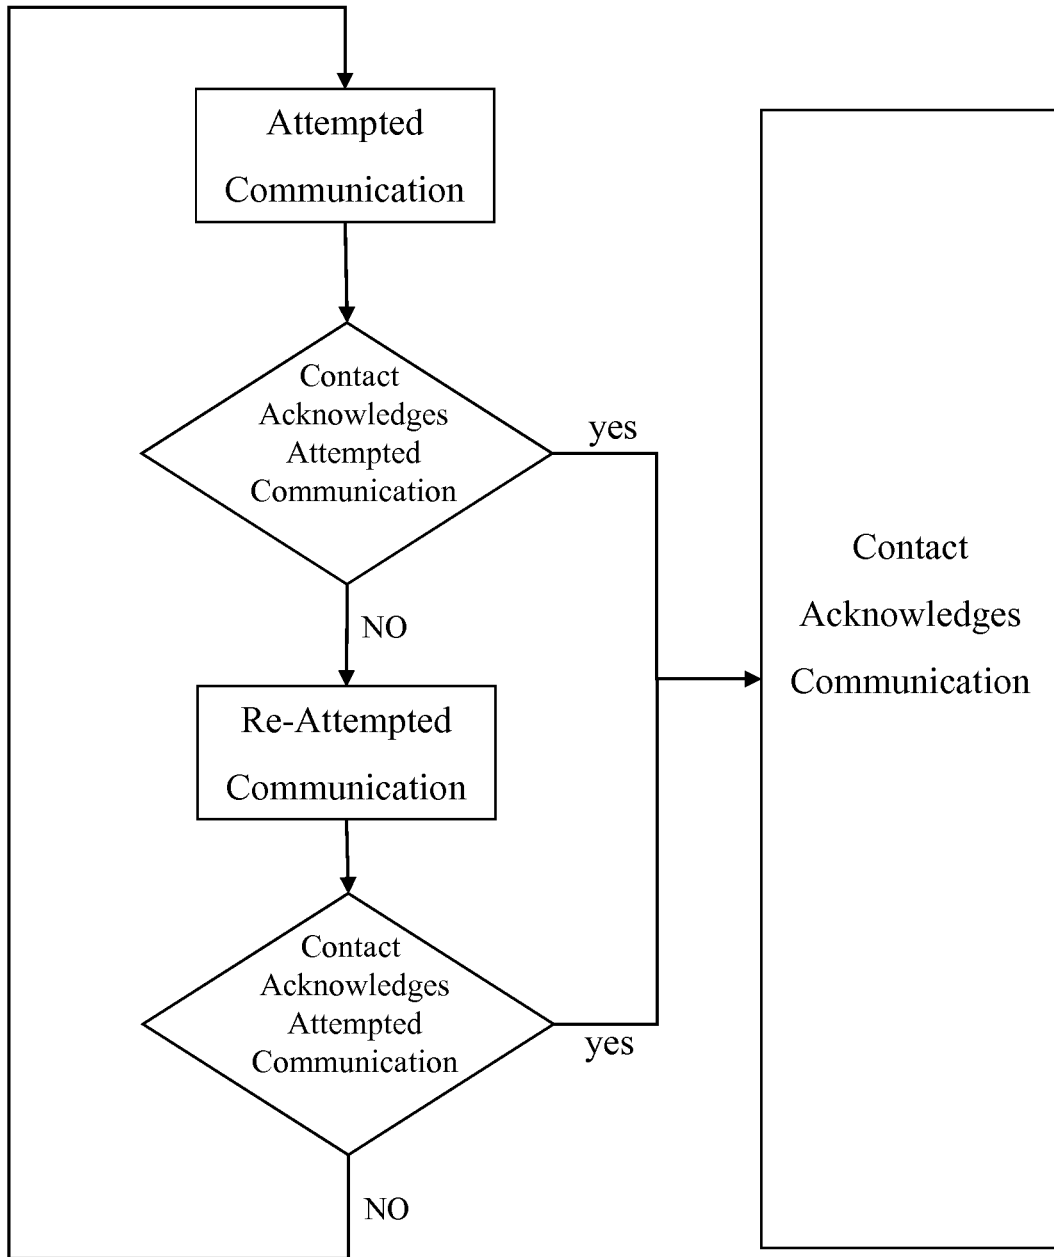 Attempted
Communication
Contact
Acknowledges
Attempted
Communication
yes
NO
Re-Attempted
Communication
Contact
Acknowledges
Attempted
Communication
yes
NO
Contact
Acknowledges
Communication